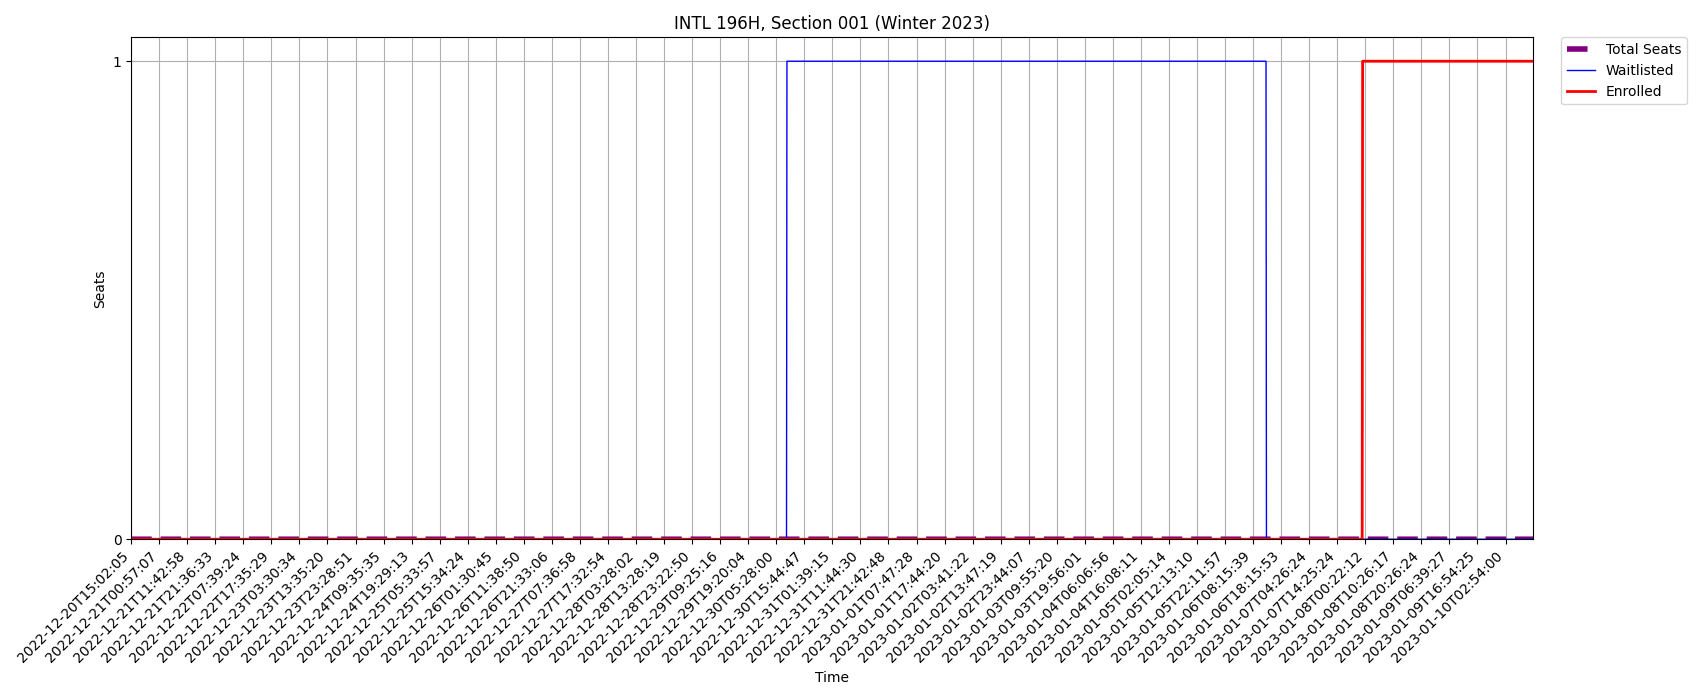 INTL 196H, Section 001 (Winter 2023)
Total Seats
Waitlisted
Enrolled
Seats
1
0
2022-12-20T15:02:05
2022-12-21T00:57:07
2022-12-21T11:42:58
2022-12-21T21:36:33
2022-12-22T07:39:24
2022-12-22T17:35:29
2022-12-23T03:30:34
2022-12-23T13:35:20
2022-12-23T23:28:51
2022-12-24T09:35:35
2022-12-24T19:29:13
2022-12-25T05:33:57
2022-12-25T15:34:24
2022-12-26T01:30:45
2022-12-26T11:38:50
2022-12-26T21:33:06
2022-12-27T07:36:58
2022-12-27T17:32:54
2022-12-28T03:28:02
2022-12-28T13:28:19
2022-12-28T23:22:50
2022-12-29T09:25:16
2022-12-29T19:20:04
2022-12-30T05:28:00
2022-12-30T15:44:47
2022-12-31T01:39:15
2022-12-31T11:44:30
2022-12-31T21:42:48
2023-01-01T07:47:28
2023-01-01T17:44:20
2023-01-02T03:41:22
2023-01-02T13:47:19
2023-01-02T23:44:07
2023-01-03T09:55:20
2023-01-03T19:56:01
2023-01-04T06:06:56
2023-01-04T16:08:11
2023-01-05T02:05:14
2023-01-05T12:13:10
2023-01-05T22:11:57
2023-01-06T08:15:39
2023-01-06T18:15:53
2023-01-07T04:26:24
2023-01-07T14:25:24
2023-01-08T00:22:12
2023-01-08T10:26:17
2023-01-08T20:26:24
2023-01-09T06:39:27
2023-01-09T16:54:25
2023-01-10T02:54:00
Time